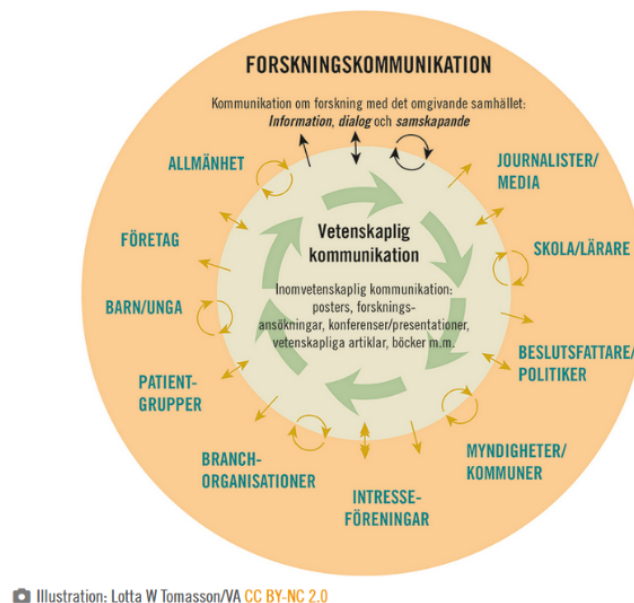 FORSKNINGSKOMMUNIKATION
Kommunikation om forskning med det omgivande samhället:
Information, dialog och samskapande
ALLMÄNHET
JOURNALISTER/
MEDIA
FÖRETAG
SKOLA/LÄRARE
Vetenskaplig
kommunikation
Inomvetenskaplig kommunikation:
posters, forsknings-
ansökningar, konferenser/presentationer,
vetenskapliga artiklar, böcker m.m.
BARN/UNGA
BESLUTSFATTARE/
POLITIKER
PATIENT-
GRUPPER
MYNDIGHETER/
KOMMUNER
BRANCH-
ORGANISATIONER
INTRESSE-
FÖRENINGAR
Illustration: Lotta W Tomasson/VA CC BY-NC 2.0